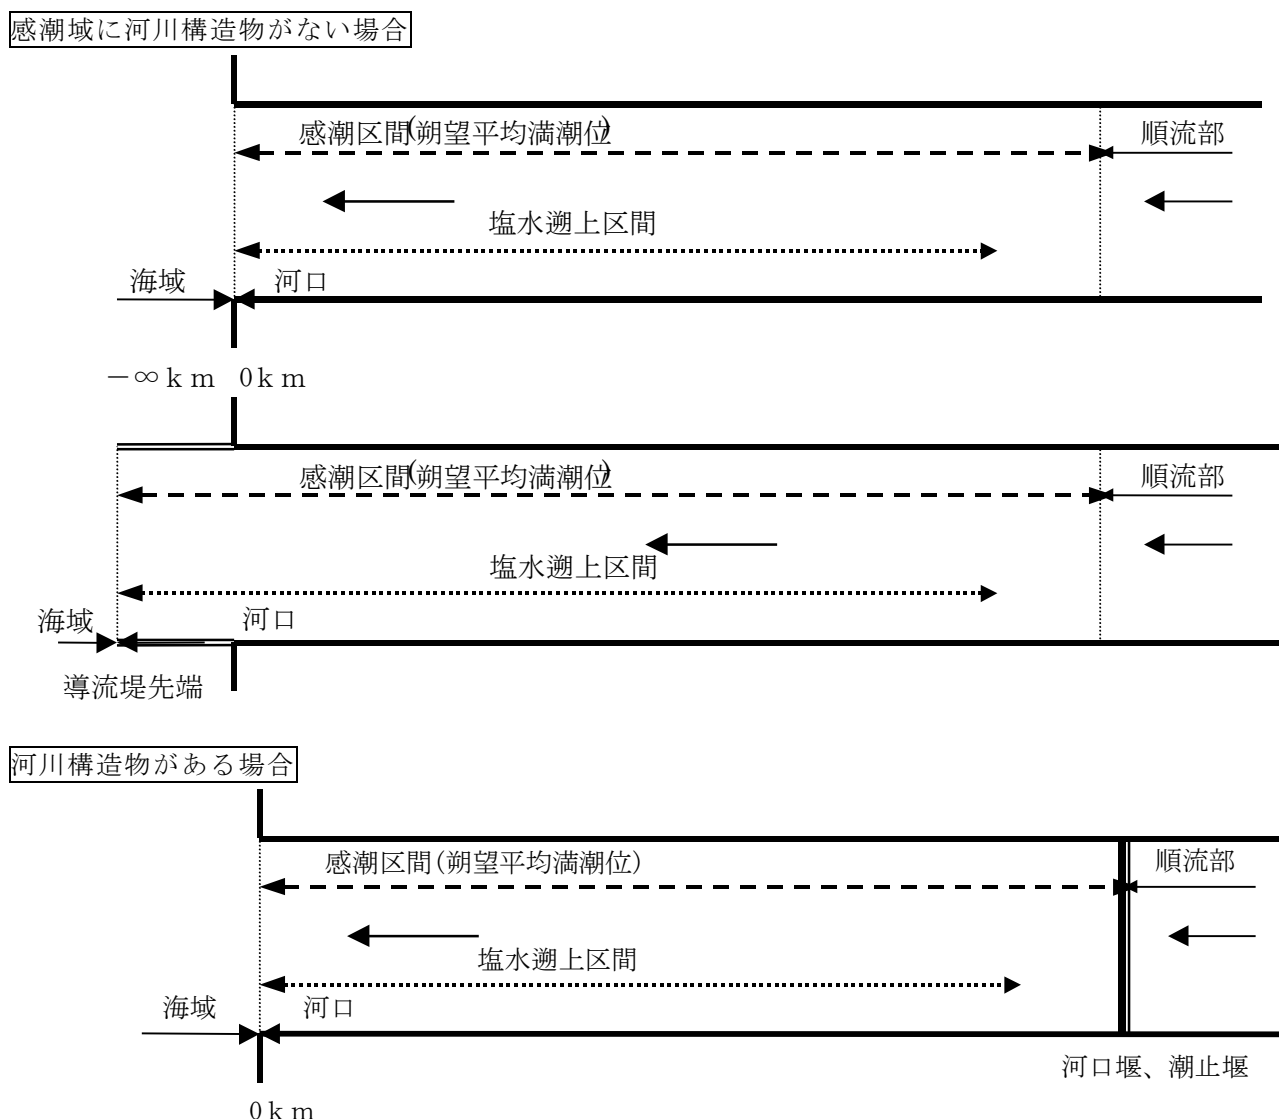 感潮域に河川構造物がない場合
感潮区間(朔望平均満潮位)
順流部
塩水遡上区間
海域
河口
－∞ｋｍ 0ｋｍ
感潮区間(朔望平均満潮位)
順流部
塩水遡上区間
海域
河口
導流堤先端
河川構造物がある場合
感潮区間(朔望平均満潮位)
順流部
塩水遡上区間
海域
河口
河口堰、潮止堰
0ｋｍ